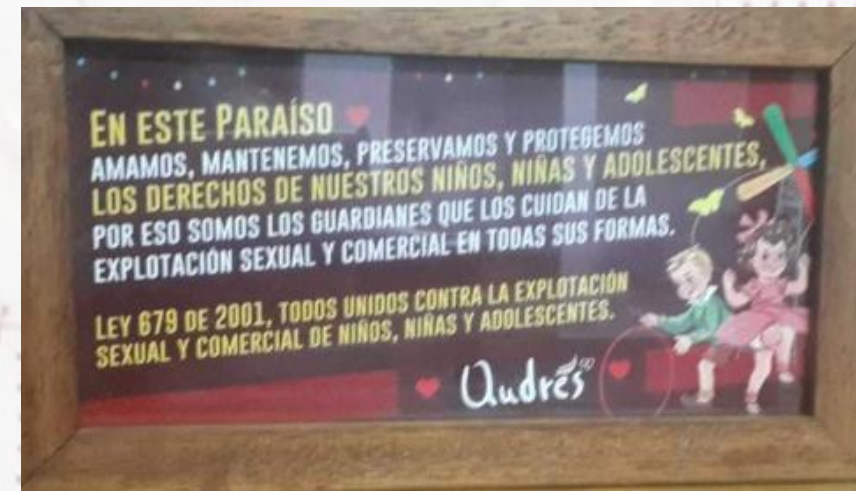 EN ESTE PARAÍSO
AMAMOS, MANTENEMOS, PRESERVAMOS Y PROTEGEMOS
LOS DERECHOS DE NUESTROS NIÑOS, NIÑAS Y ADOLESCENTES,
POR ESO SOMOS LOS GUARDIANES QUE LOS CUIDAN DE LA
EXPLOTACIÓN SEXUAL Y COMERCIAL EN TODAS SUS FORMAS.
LEY 679 DE 2001, TODOS UNIDOS CONTRA LA EXPLOTACIÓN
SEXUAL Y COMERCIAL DE NIÑOS, NIÑAS Y ADOLESCENTES.
Andrés